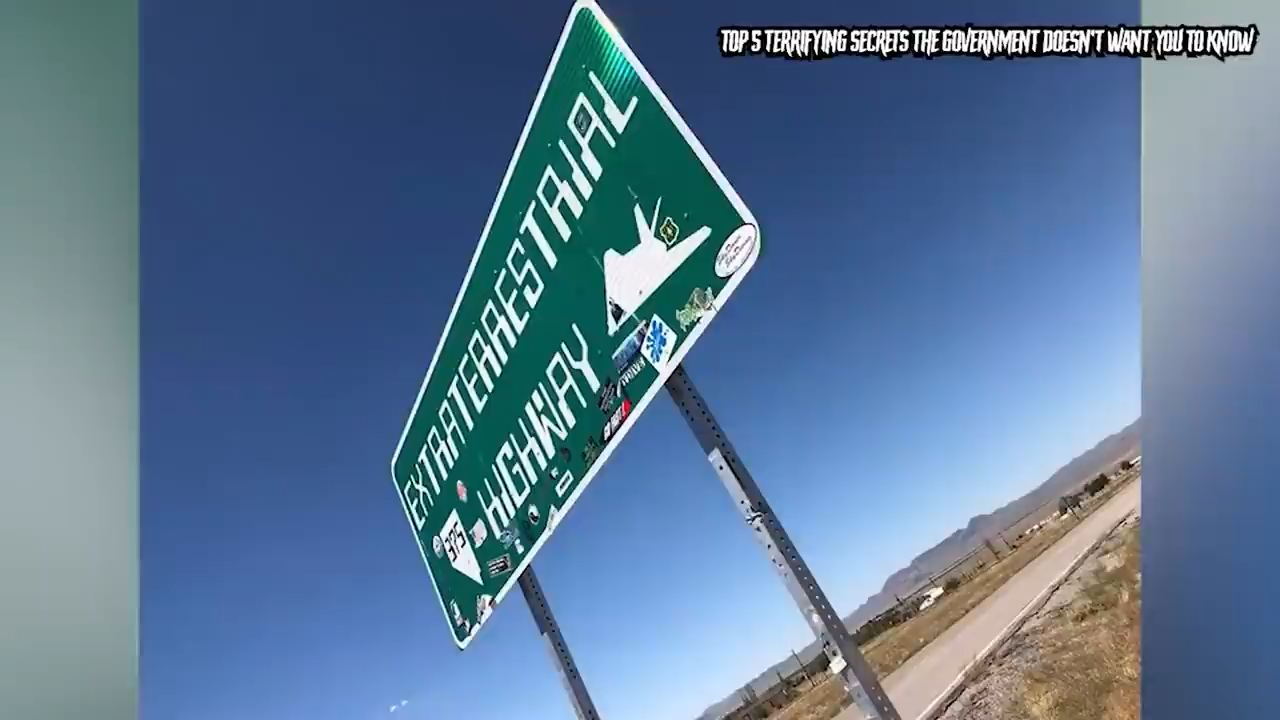 TOP 5 TERRIFYING SECRETS THE GOVERNMENT DOESN'T WANT YOU TO KNOW
EXTRATERRESTRIAL
HIGHWAY
375